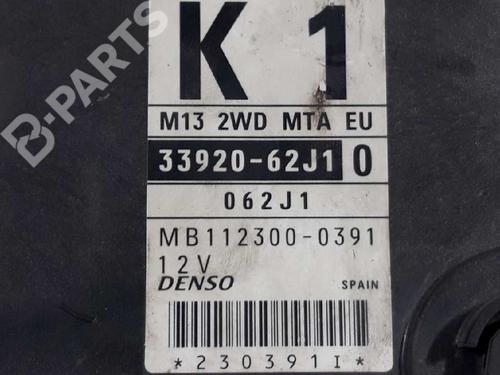 K 1
M13 2WD MTA EU
33920-62J1 0
062J1
MB112300-0391
12V
DENSO SPAIN
*230391I*
B-PARTS